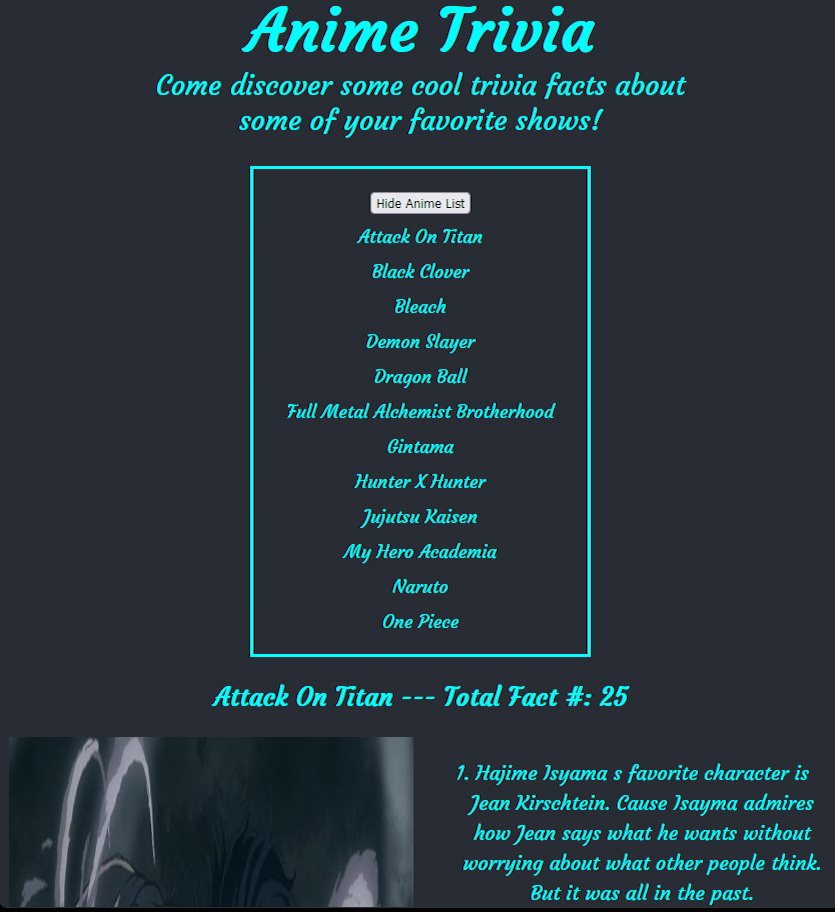 Anime Trivia
Come discover some cool trivia facts about
some of your favorite shows!
Hide Anime List
Attack On Titan
Black Clover
Bleach
Demon Slayer
Dragon Ball
Full Metal Alchemist Brotherhood
Gintama
Hunter X Hunter
Jujutsu Kaisen
My Hero Academia
Naruto
One Piece
Attack On Titan --- Total Fact #: 25
1. Hajime Isyama s favorite character is
Jean Kirschtein. Cause Isayma admires
how Jean says what he wants without
worrying about what other people think.
But it was all in the past.